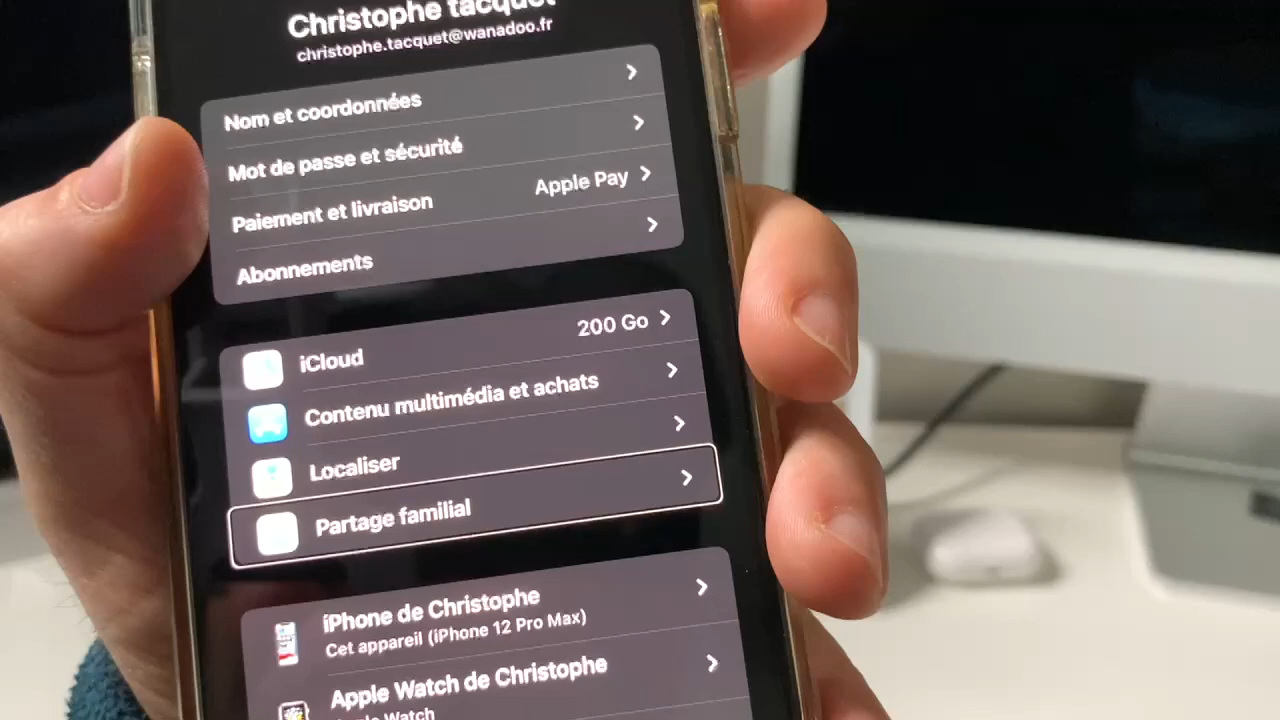 Christophe tacquet
christophe.tacquet@wanadoo.fr
Nom et coordonnées
Mot de passe et sécurité
Paiement et livraison Apple Pay
Abonnements
iCloud 200 Go
Contenu multimédia et achats
Localiser
Partage familial
iPhone de Christophe
Cet appareil (iPhone 12 Pro Max)
Apple Watch de Christophe
Apple Watch